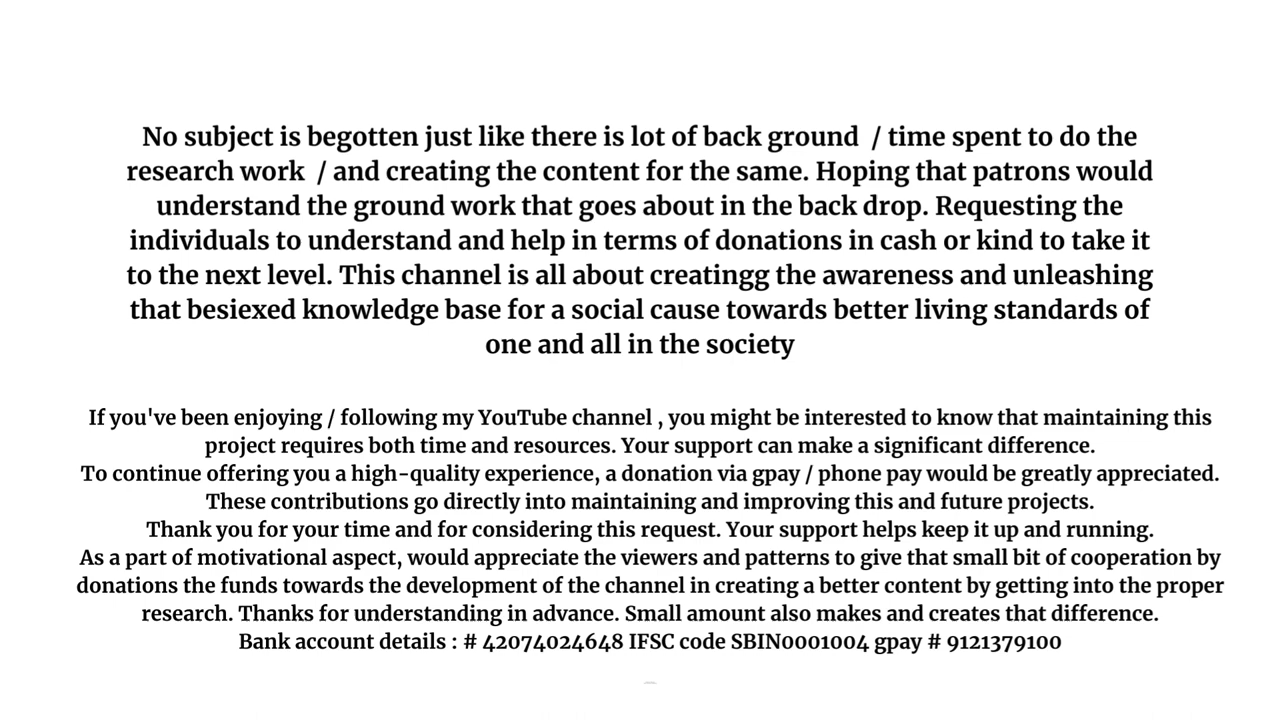 No subject is begotten just like there is lot of back ground / time spent to do the
research work / and creating the content for the same. Hoping that patrons would
understand the ground work that goes about in the back drop. Requesting the
individuals to understand and help in terms of donations in cash or kind to take it
to the next level. This channel is all about creatingg the awareness and unleashing
that besiexed knowledge base for a social cause towards better living standards of
one and all in the society
If you've been enjoying / following my YouTube channel , you might be interested to know that maintaining this
project requires both time and resources. Your support can make a significant difference.
To continue offering you a high-quality experience, a donation via gpay / phone pay would be greatly appreciated.
These contributions go directly into maintaining and improving this and future projects.
Thank you for your time and for considering this request. Your support helps keep it up and running.
As a part of motivational aspect, would appreciate the viewers and patterns to give that small bit of cooperation by
donations the funds towards the development of the channel in creating a better content by getting into the proper
research. Thanks for understanding in advance. Small amount also makes and creates that difference.
Bank account details : # 42074024648 IFSC code SBIN0001004 gpay # 9121379100